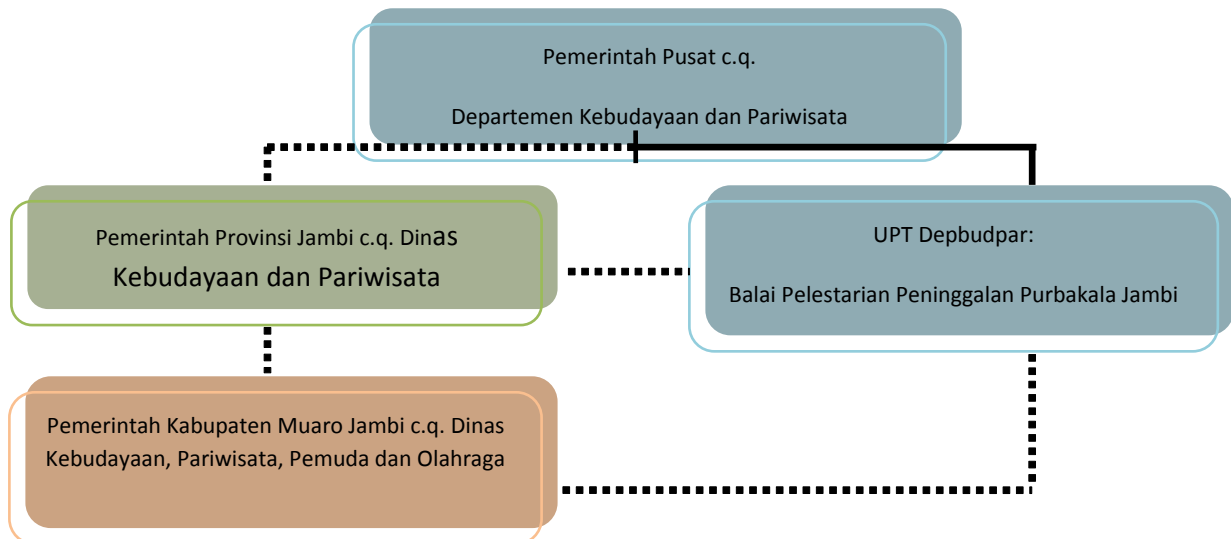 Pemerintah Pusat c.q.
Departemen Kebudayaan dan Pariwisata
Pemerintah Provinsi Jambi c.q. Dinas
Kebudayaan dan Pariwisata
UPT Depbudpar:
Balai Pelestarian Peninggalan Purbakala Jambi
Pemerintah Kabupaten Muaro Jambi c.q. Dinas
Kebudayaan, Pariwisata, Pemuda dan Olahraga